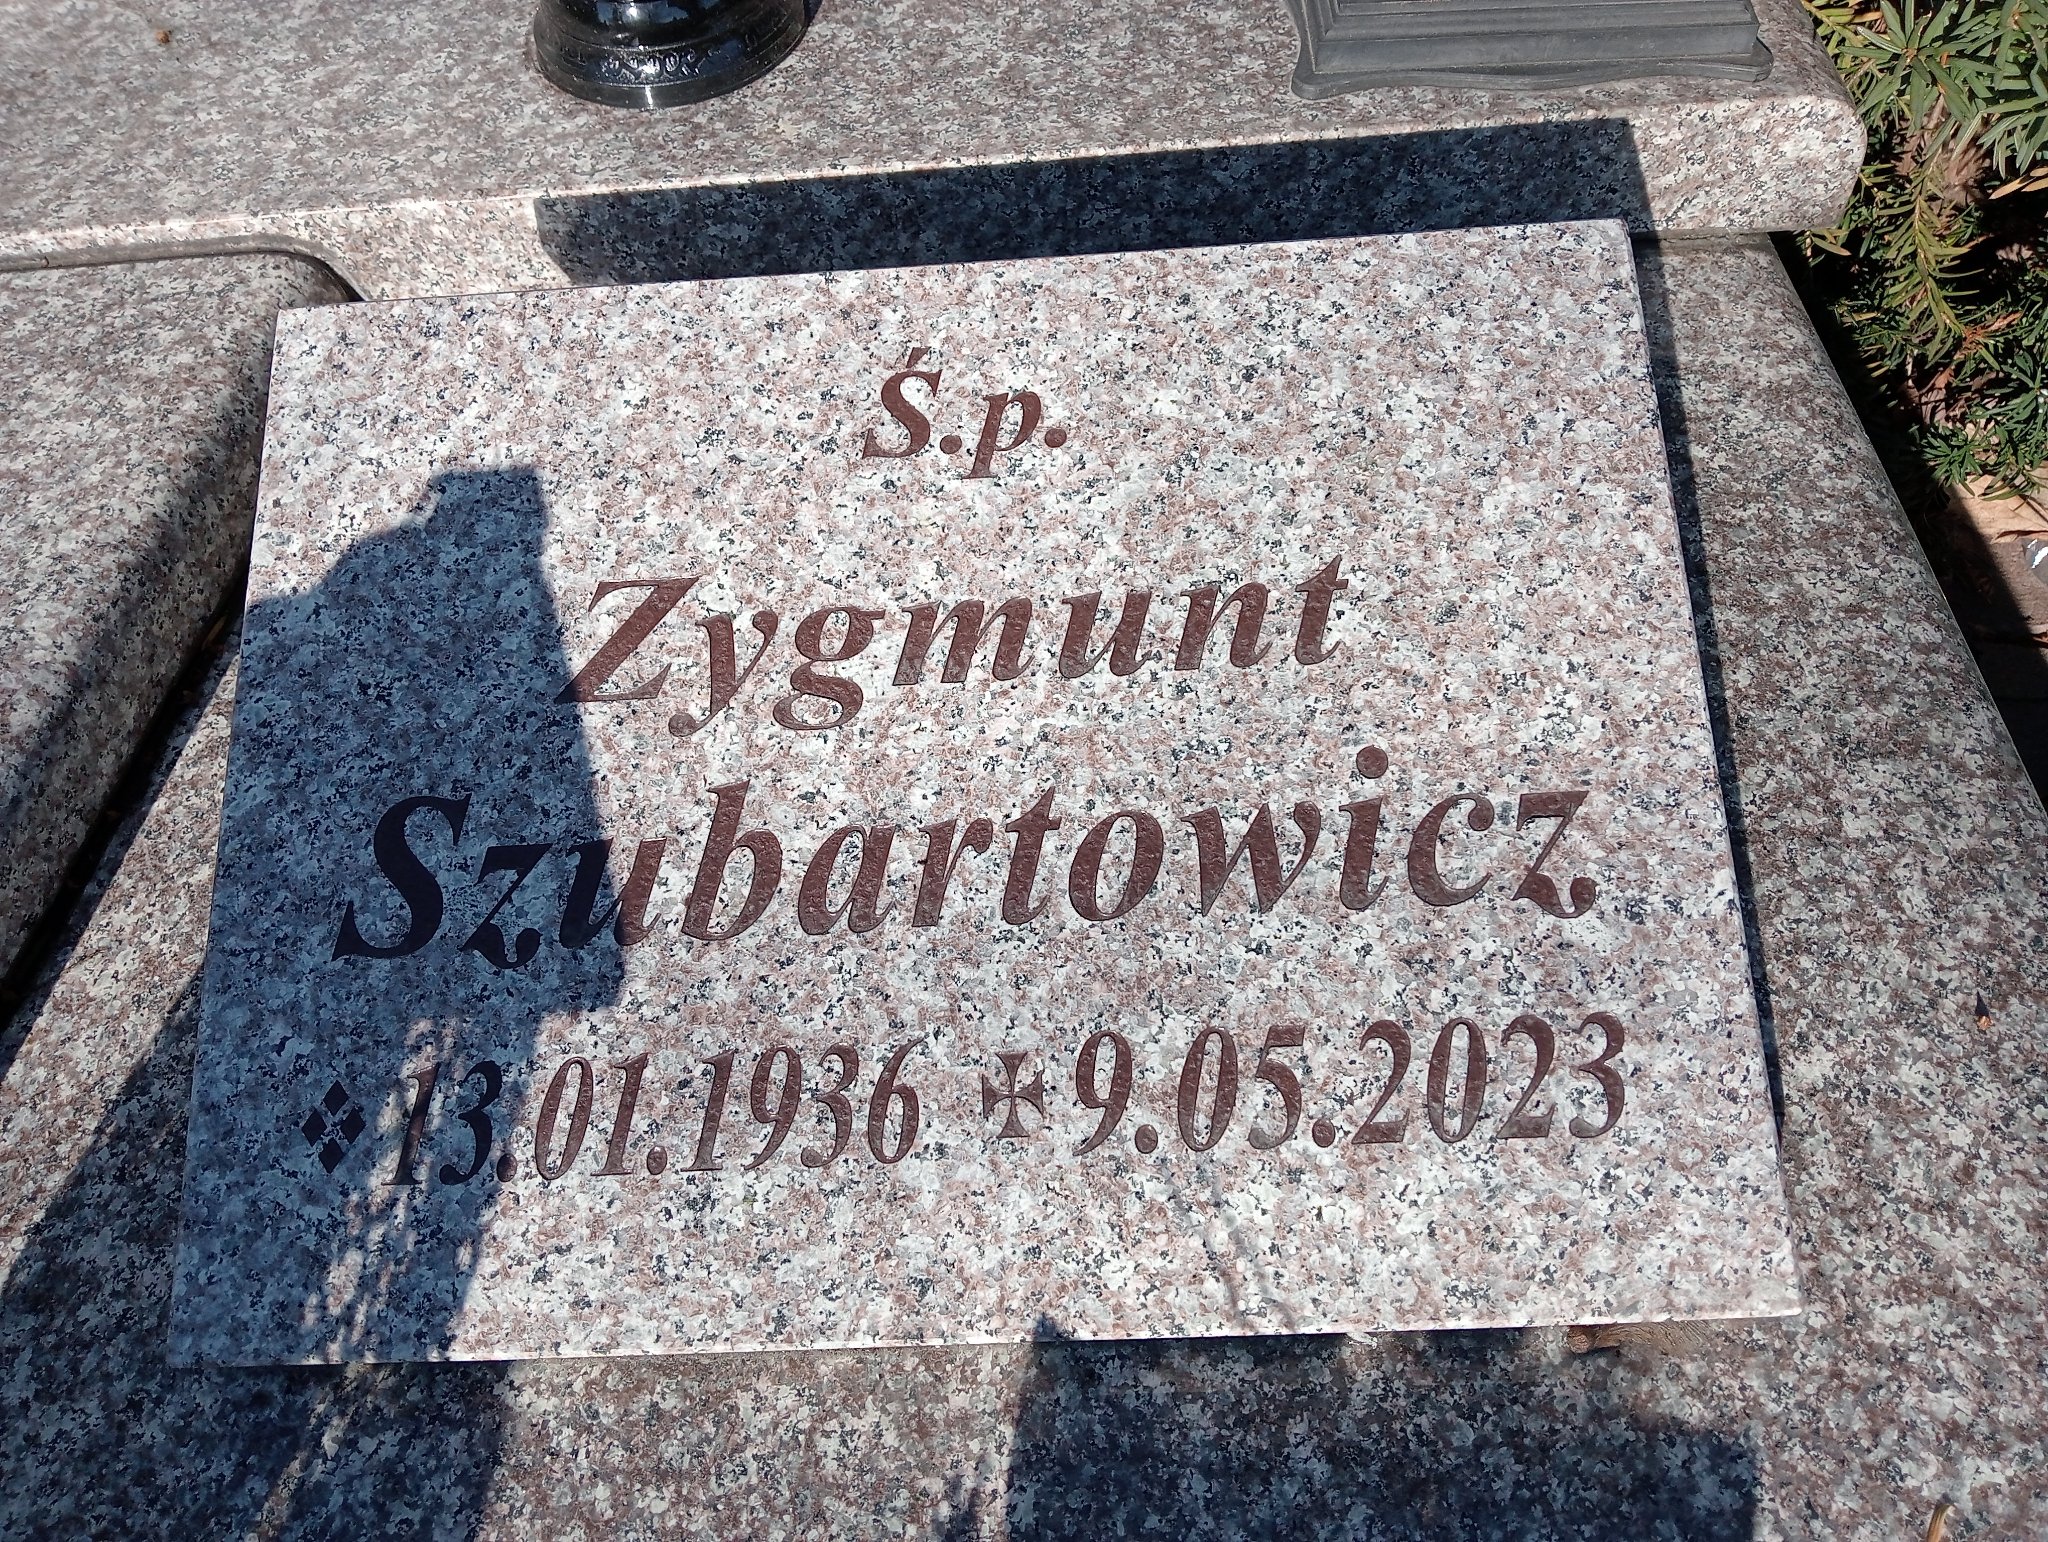 Ś.p.
Zygmunt
Szubartowicz
❖ 13.01.1936 ✠ 9.05.2023